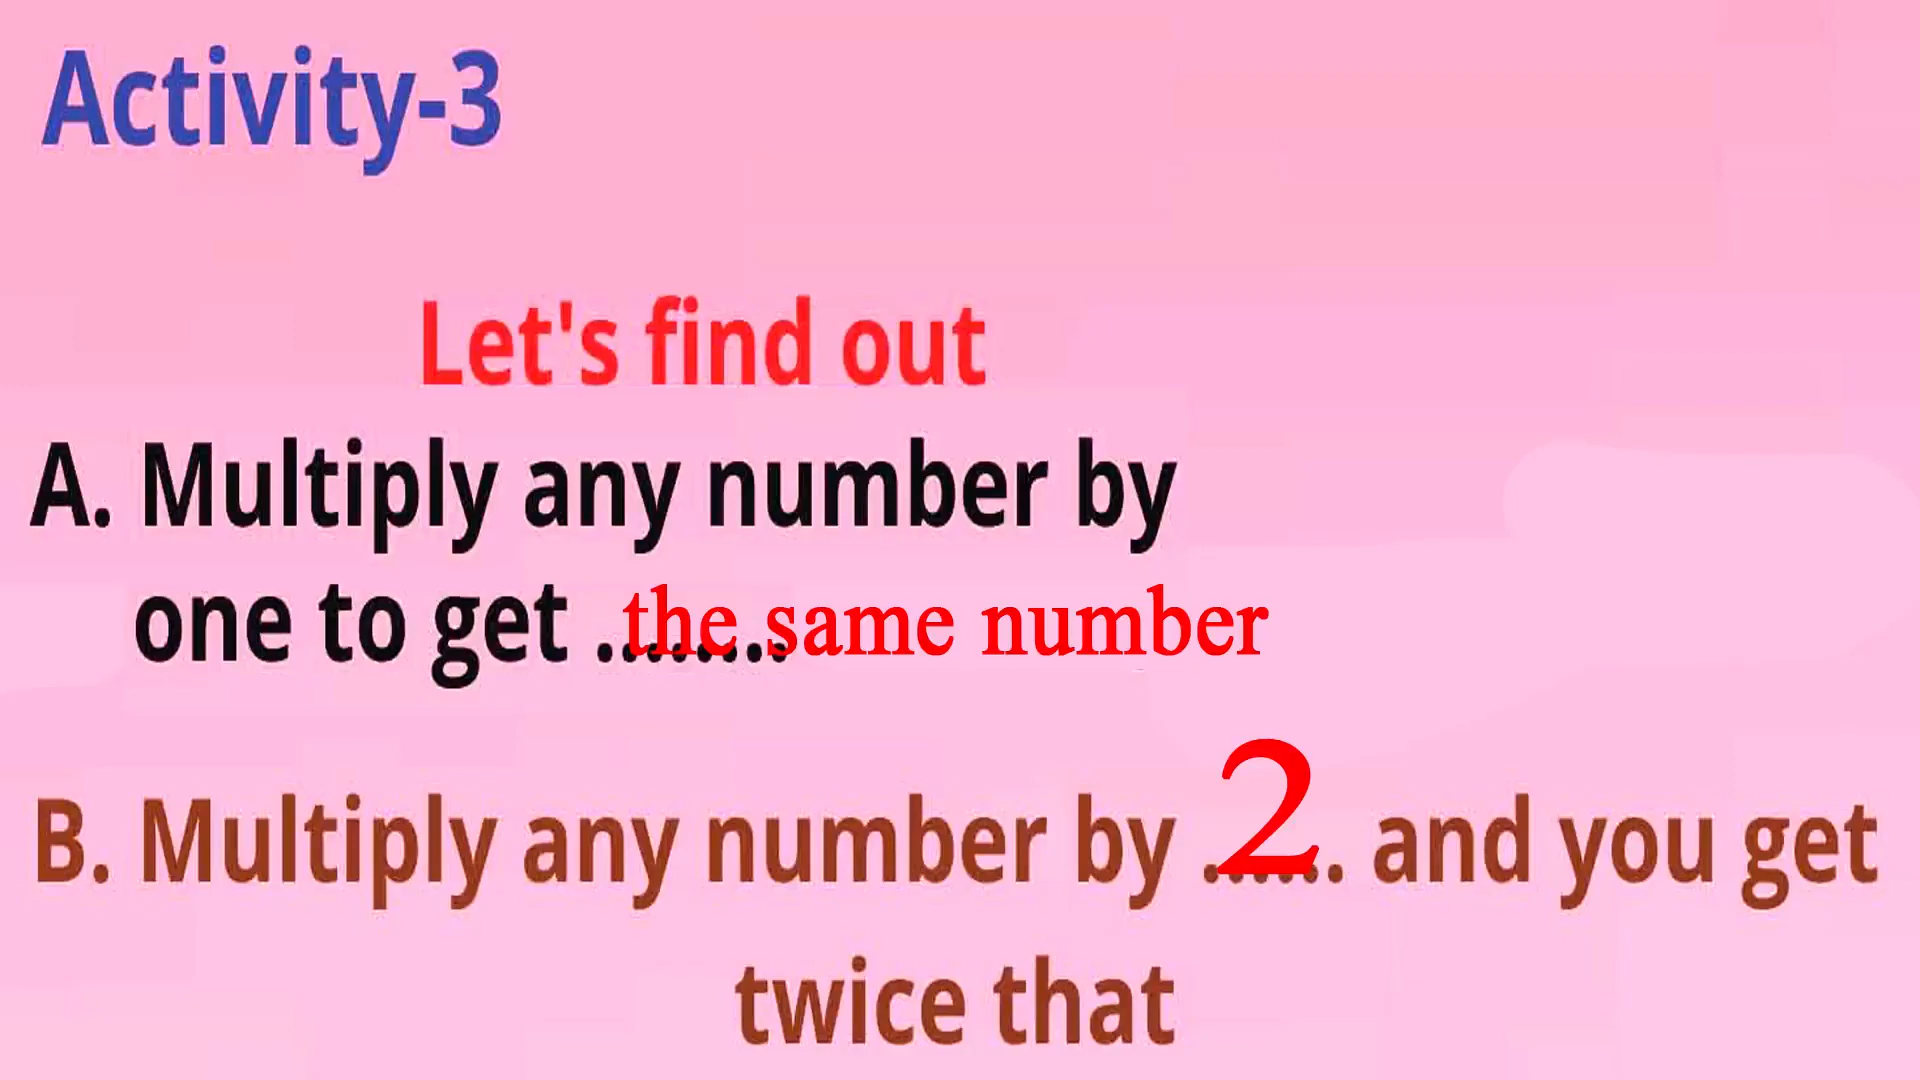 Activity-3
Let's find out
A. Multiply any number by
one to get ........ the same number
B. Multiply any number by ...2... and you get
twice that